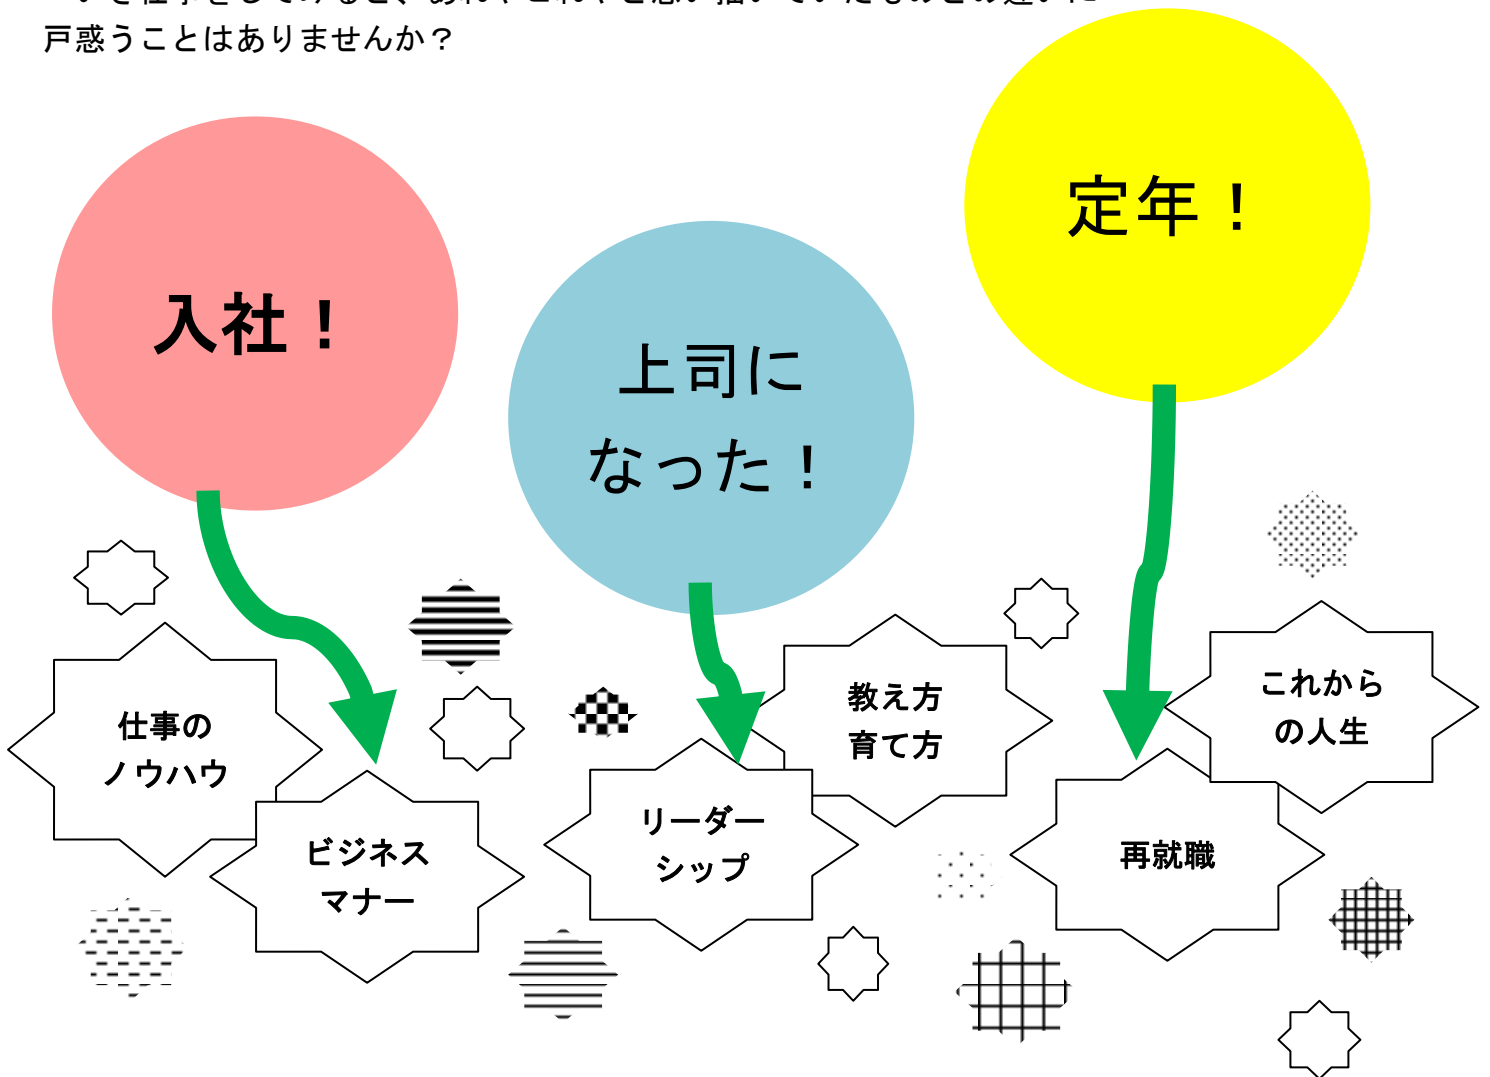 戸惑うことはありませんか？
入社！
上司に
なった！
定年！
仕事の
ノウハウ
ビジネス
マナー
リーダー
シップ
教え方
育て方
再就職
これから
の人生